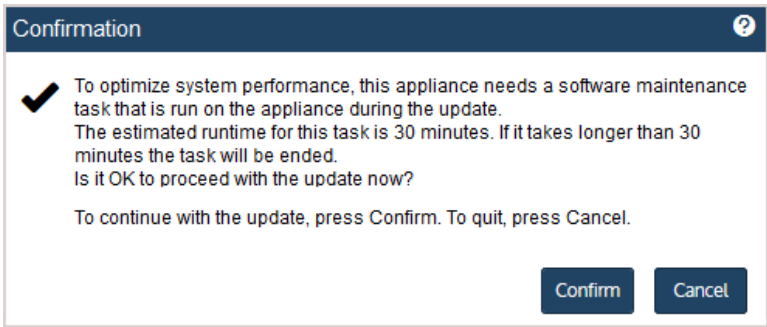 Confirmation
?
To optimize system performance, this appliance needs a software maintenance
task that is run on the appliance during the update.
The estimated runtime for this task is 30 minutes. If it takes longer than 30
minutes the task will be ended.
Is it OK to proceed with the update now?
To continue with the update, press Confirm. To quit, press Cancel.
Confirm
Cancel